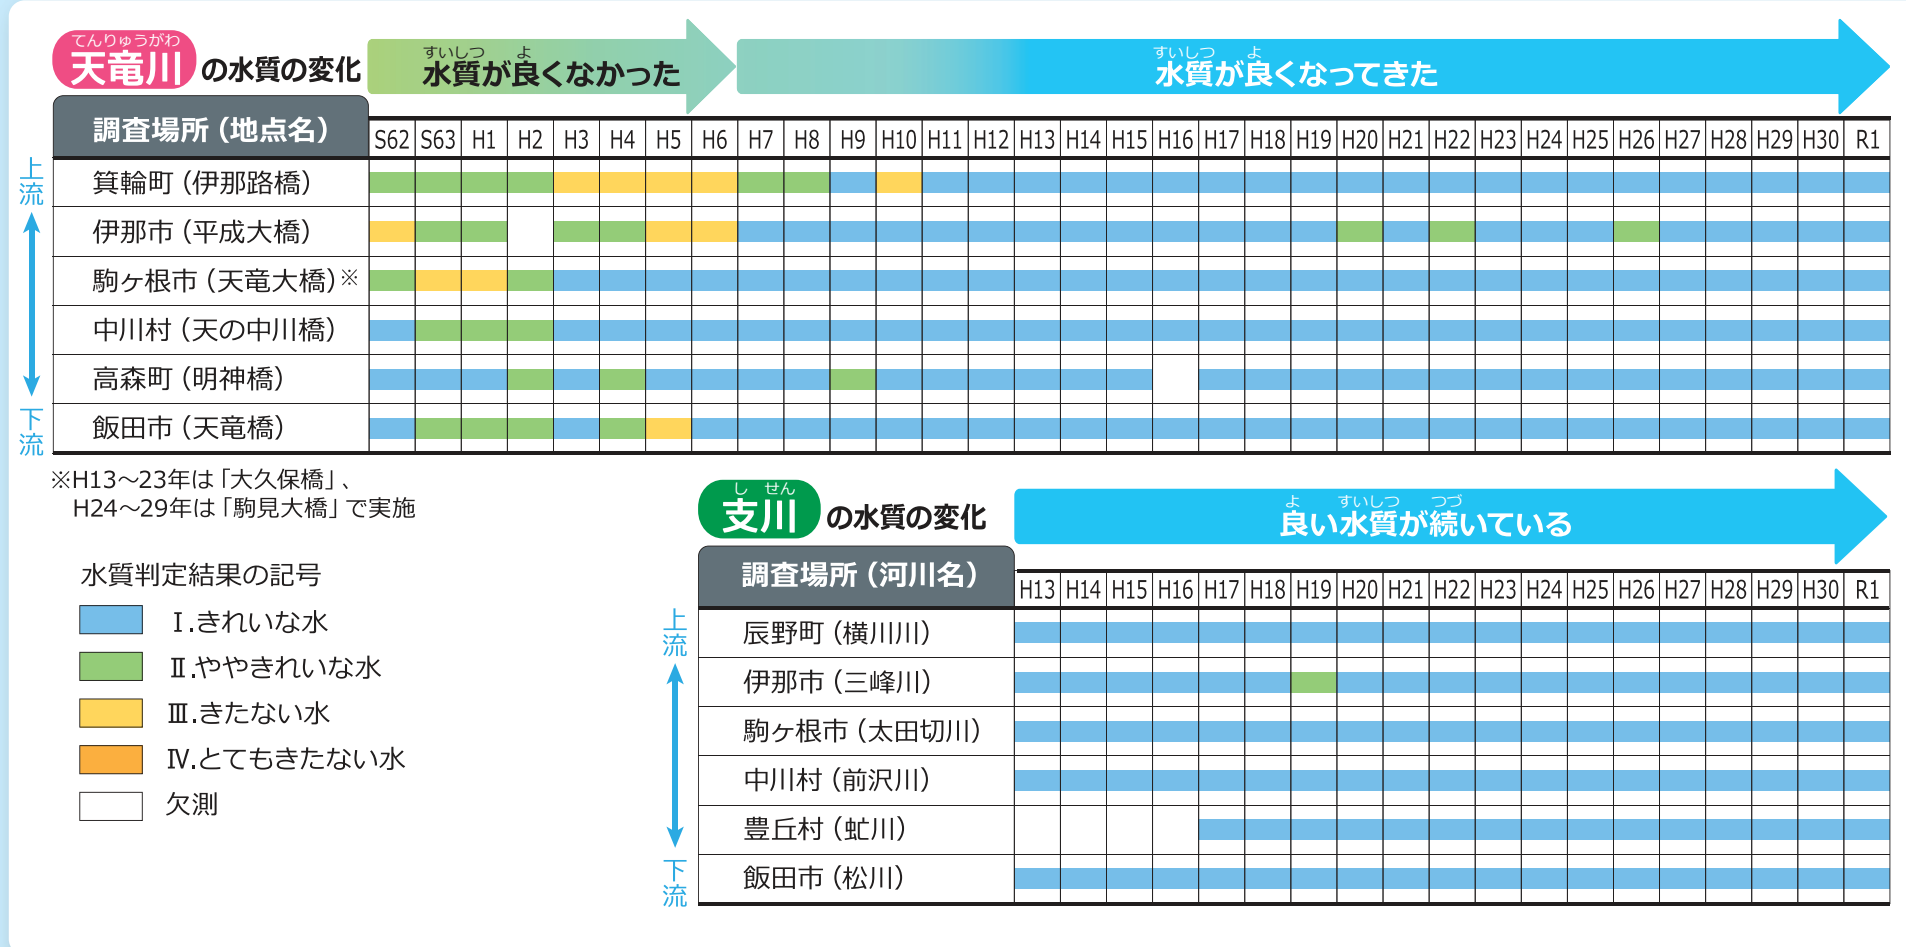 てんりゅうがわ
天竜川の水質の変化
すいしつ よ
水質が良くなかった
すいしつ よ
水質が良くなってきた
調査場所（地点名）
S62 S63 H1 H2 H3 H4 H5 H6 H7 H8 H9 H10 H11 H12 H13 H14 H15 H16 H17 H18 H19 H20 H21 H22 H23 H24 H25 H26 H27 H28 H29 H30 R1
上流
箕輪町（伊那路橋）
伊那市（平成大橋）
駒ヶ根市（天竜大橋）※
中川村（天の中川橋）
高森町（明神橋）
飯田市（天竜橋）
下流
※H13～23年は「大久保橋」、
H24～29年は「駒見大橋」で実施
水質判定結果の記号
Ⅰ.きれいな水
Ⅱ.ややきれいな水
Ⅲ.きたない水
Ⅳ.とてもきたない水
欠測
し せん
支川の水質の変化
よ すいしつ つづ
良い水質が続いている
調査場所（河川名）
H13 H14 H15 H16 H17 H18 H19 H20 H21 H22 H23 H24 H25 H26 H27 H28 H29 H30 R1
上流
辰野町（横川川）
伊那市（三峰川）
駒ヶ根市（太田切川）
中川村（前沢川）
豊丘村（虻川）
飯田市（松川）
下流